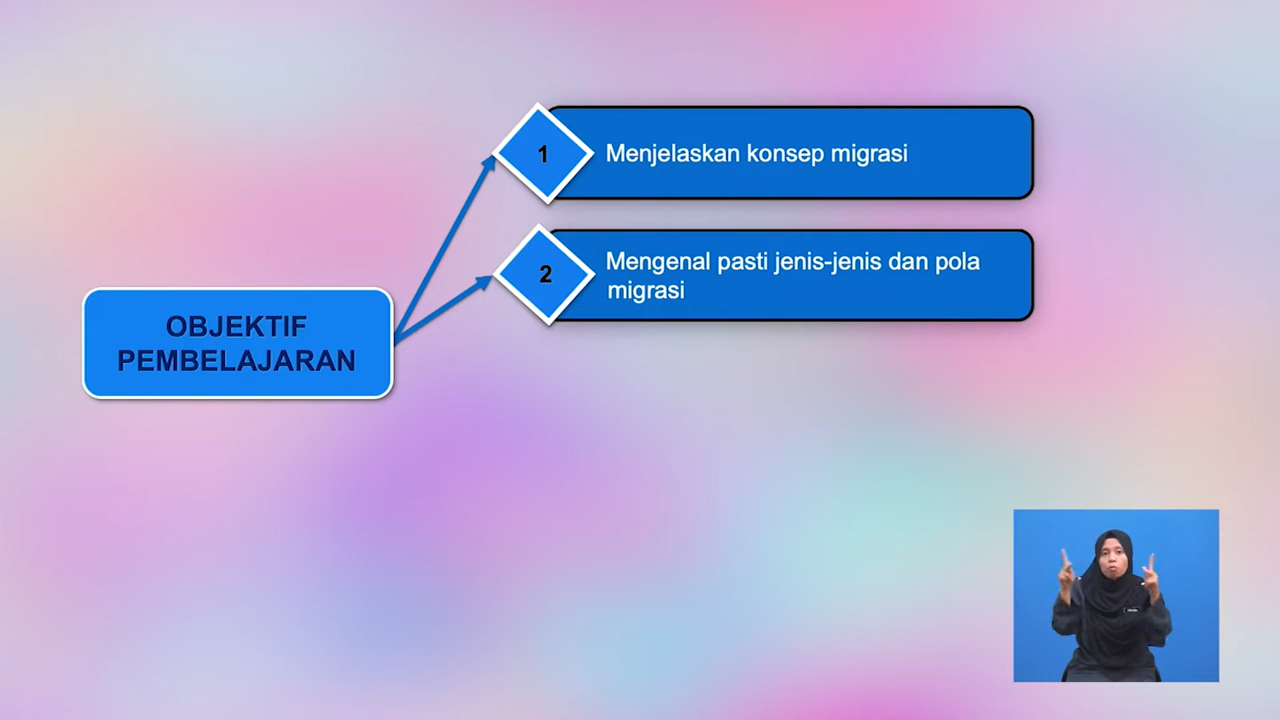 OBJEKTIF
PEMBELAJARAN
1
Menjelaskan konsep migrasi
2
Mengenal pasti jenis-jenis dan pola
migrasi